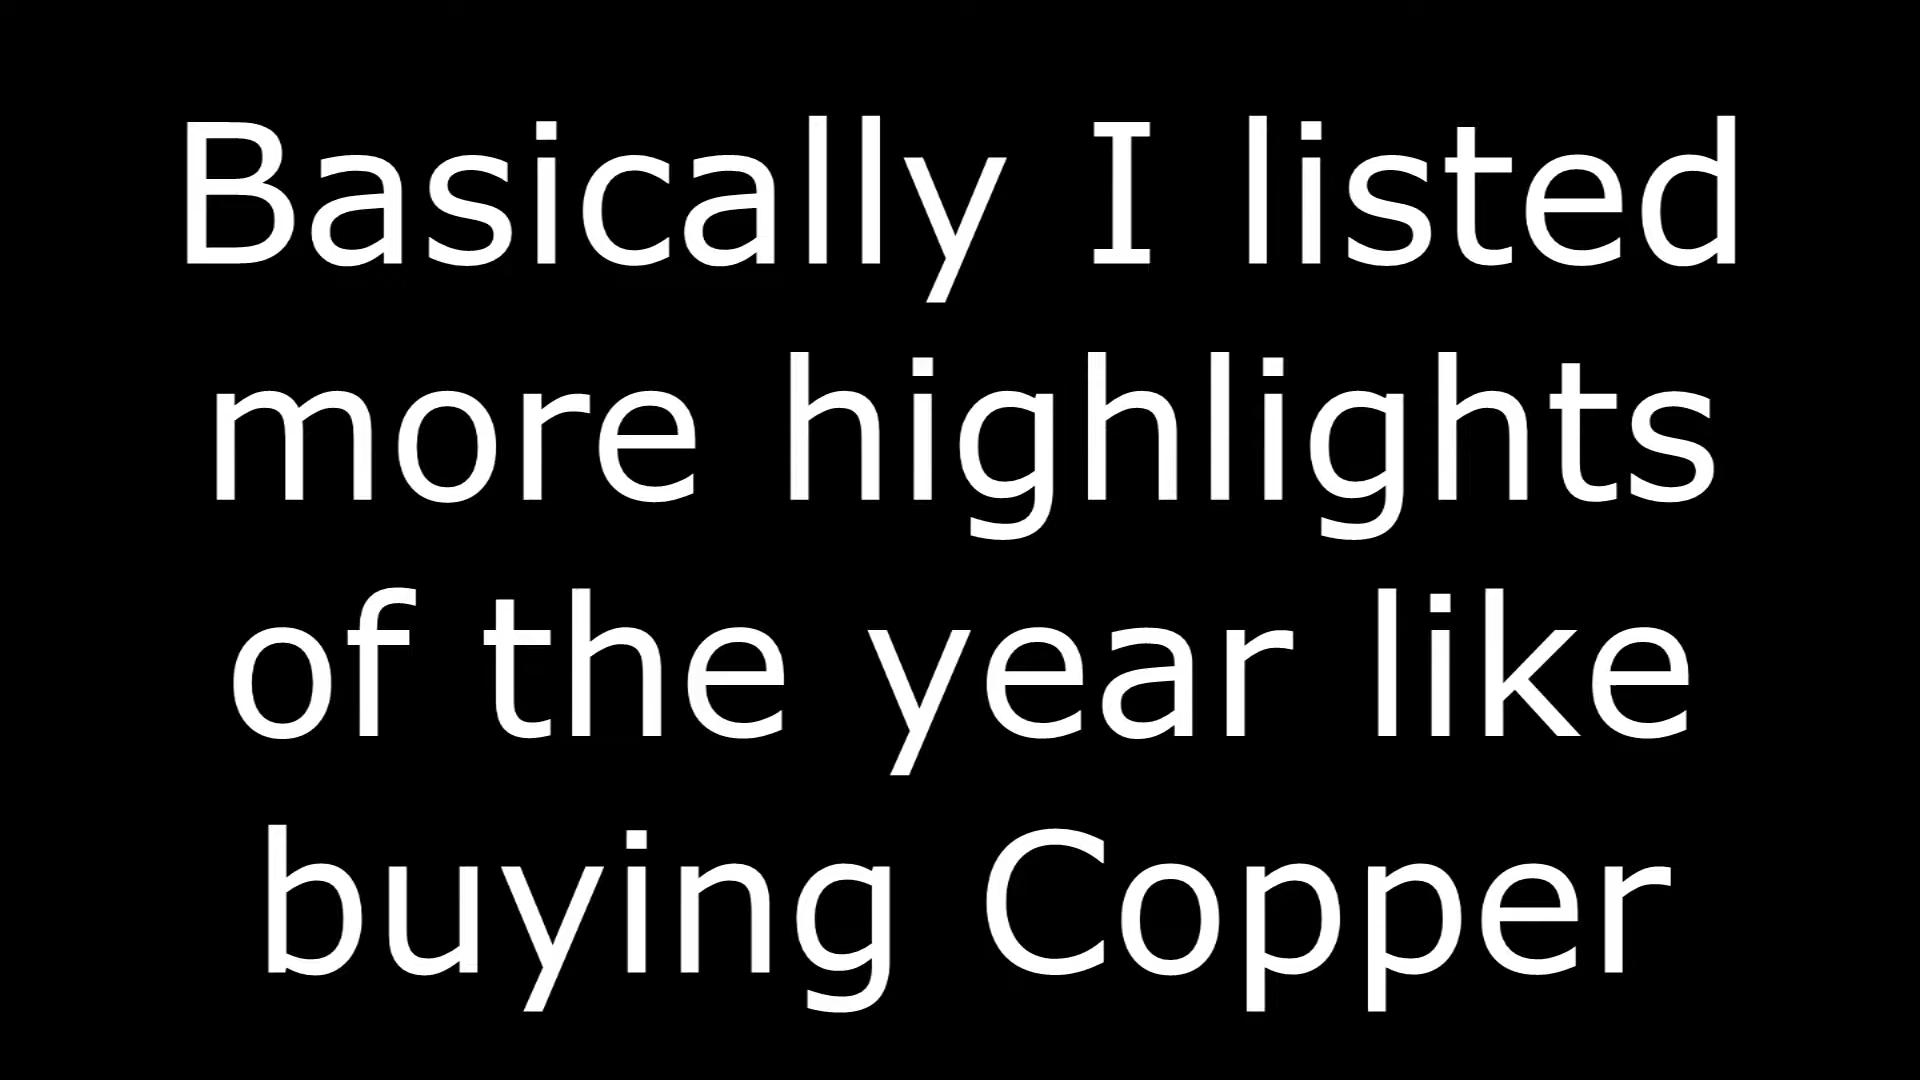 Basically I listed
more highlights
of the year like
buying Copper